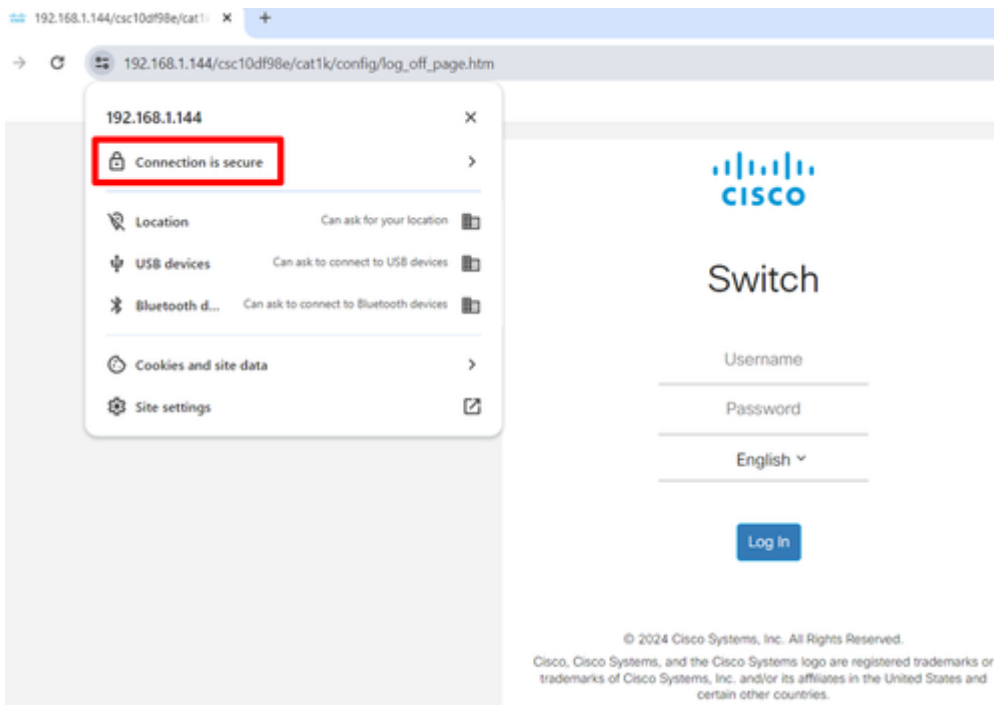 192.168.1.144/csc10df98e/cat1
192.168.1.144/csc10df98e/cat1k/config/log_off_page.htm
192.168.1.144
Connection is secure
Location Can ask for your location
USB devices Can ask to connect to USB devices
Bluetooth d... Can ask to connect to Bluetooth devices
Cookies and site data
Site settings
CISCO
Switch
Username
Password
English
Log In
© 2024 Cisco Systems, Inc. All Rights Reserved.
Cisco, Cisco Systems, and the Cisco Systems logo are registered trademarks or
trademarks of Cisco Systems, Inc. and/or its affiliates in the United States and
certain other countries.